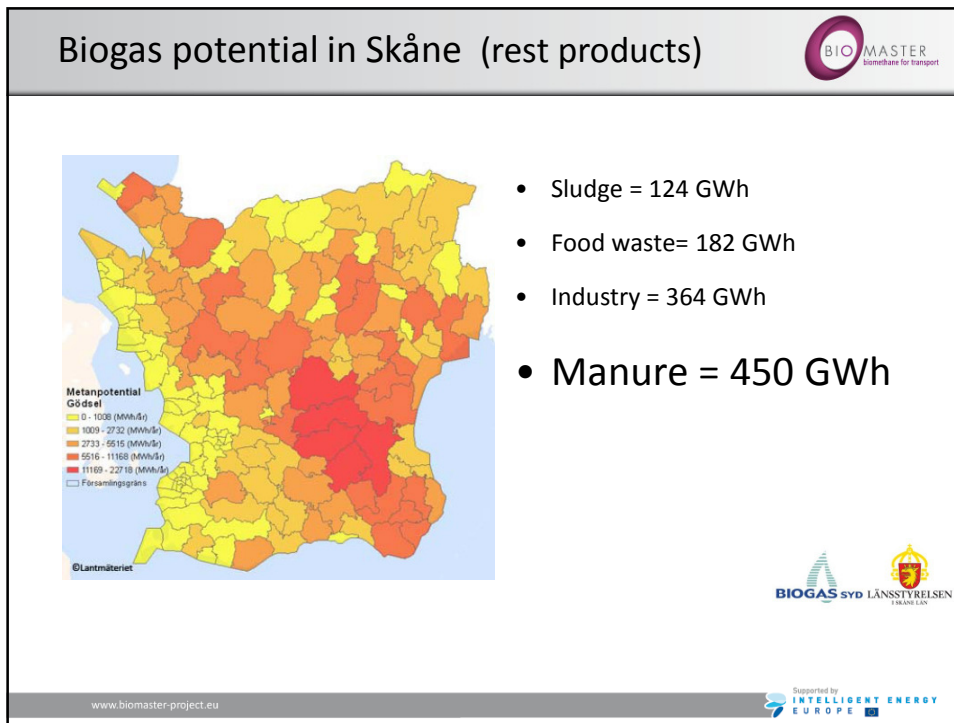 Biogas potential in Skåne (rest products)
BIO MASTER
biomethane for transport
• Sludge = 124 GWh
• Food waste= 182 GWh
• Industry = 364 GWh
• Manure = 450 GWh
Metanpotential
Gödsel
0 - 1008 (MWh/år)
1009 - 2732 (MWh/år)
2733 - 5515 (MWh/år)
5516 - 11168 (MWh/år)
11169 - 22718 (MWh/år)
Församlingsgräns
©Lantmäteriet
BIOGAS SYD
LÄNSSTYRELSEN
I SKÅNE LÄN
www.biomaster-project.eu
Supported by
INTELLIGENT ENERGY
EUROPE